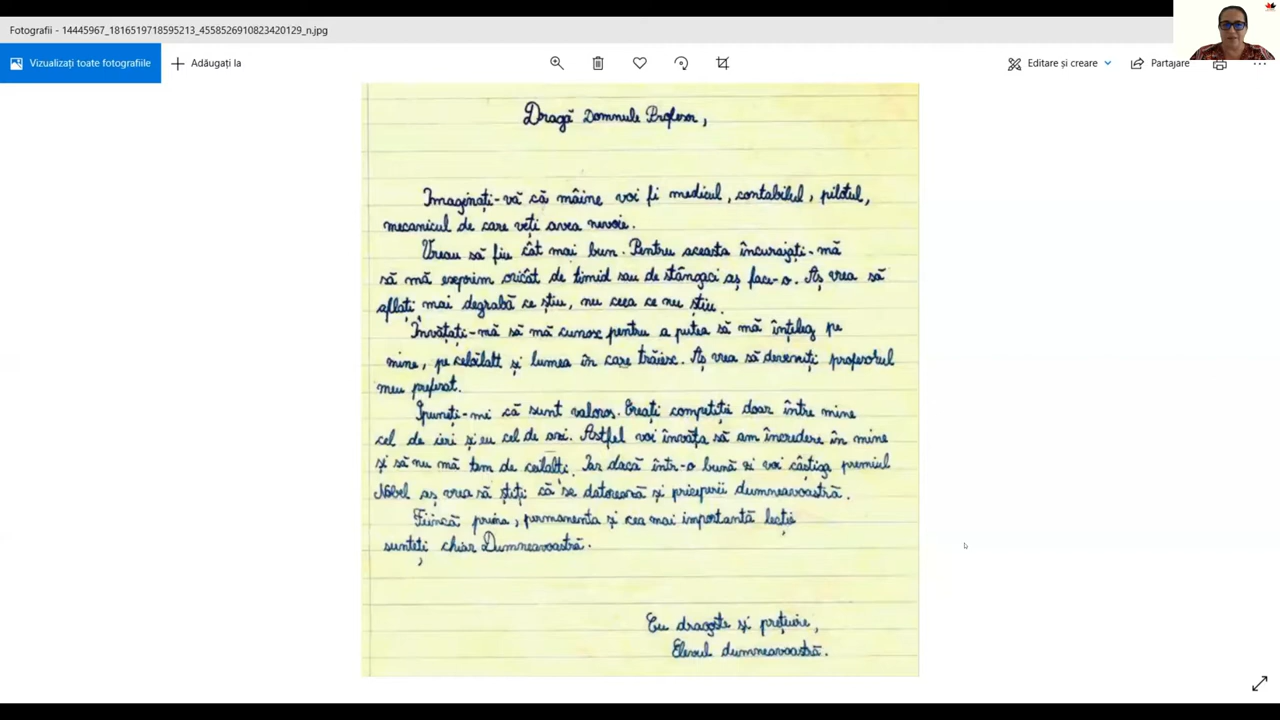 Fotografii - 14445967_1816519718595213_4558526910823420129_n.jpg
Vizualizați toate fotografiile
Adăugați la
Editare și creare
Partajare
Dragă Domnule Profesor,
Imaginați-vă că mâine voi fi medicul, contabilul, pilotul,
mecanicul de care veți avea nevoie.
Vreau să fiu cât mai bun. Pentru aceasta încurajați-mă
să mă exprim oricât de timid sau de stângaci aș face-o. Aș vrea să
aflați mai degrabă ce știu, nu ceea ce nu știu.
Învățați-mă să mă cunosc pentru a putea să mă înțeleg pe
mine, pe celălalt și lumea în care trăiesc. Aș vrea să deveniți profesorul
meu preferat.
Spuneți-mi că sunt valoros. Creați competiții doar între mine
cel de ieri și eu cel de azi. Astfel voi învăța să am încredere în mine
și să nu mă tem de ceilalți. Iar dacă într-o bună zi voi câștiga premiul
Nobel aș vrea să știți că se datorează și priceperii dumneavoastră.
Fiincă prima, permanenta și cea mai importantă lecție
sunteți chiar Dumneavoastră.
Cu dragoste și prețuire,
Elevul dumneavoastră.